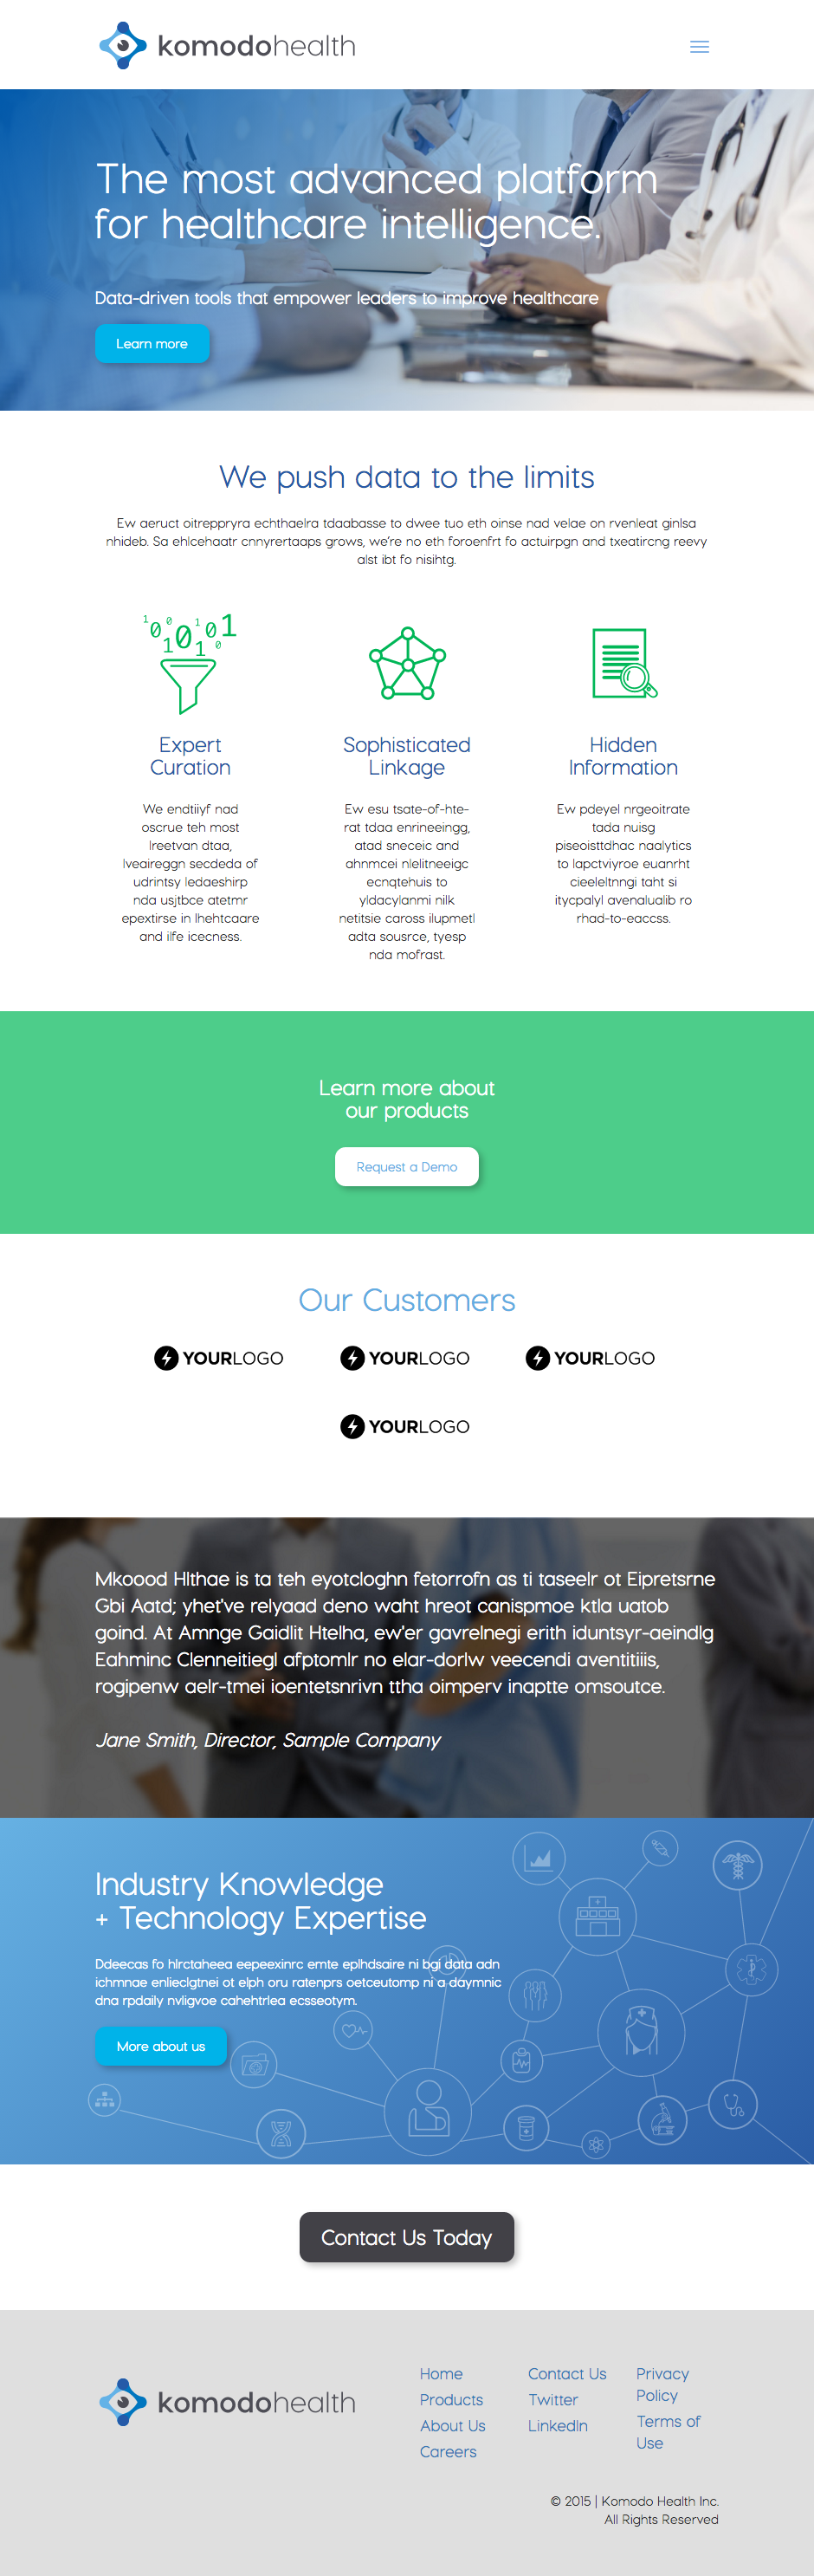 komodohealth
The most advanced platform
for healthcare intelligence.
Data-driven tools that empower leaders to improve healthcare
Learn more
We push data to the limits
Ew aeruct oitreppryra echthaelra tdaabasse to dwee tuo eth oinse nad velae on rvenleat ginlsa
nhideb. Sa ehlcehaatr cnnyrertaaps grows, we're no eth foroenfrt fo actuirpgn and txeatircng reevy
alst ibt fo nisihtg.
Expert
Curation
We endtiiyf nad
oscrue teh most
lreetvan dtaa,
lveaireggn secdeda of
udrintsy ledaeshirp
nda usjtbce atetmr
epextirse in lhehtcaare
and ilfe icecness.
Sophisticated
Linkage
Ew esu tsate-of-hte-
rat tdaa enrineeingg,
atad sneceic and
ahnmcei nlelitneeigc
ecnqtehuis to
yldacylanmi nilk
netitsie caross ilupmetl
adta sousrce, tyesp
nda mofrast.
Hidden
Information
Ew pdeyel nrgeoitrate
tada nuisg
piseoisttdhac naalytics
to lapctviyroe euanrht
cieeleltnngi taht si
itycpalyl avenalualib ro
rhad-to-eaccss.
Learn more about
our products
Request a Demo
Our Customers
YOURLOGO YOURLOGO YOURLOGO
YOURLOGO
Mkoood Hlthae is ta teh eyotcloghn fetorrofn as ti taseelr ot Eipretsrne
Gbi Aatd; yhet've relyaad deno waht hreot canispmoe ktla uatob
goind. At Amnge Gaidlit Htelha, ew'er gavrelnegi erith iduntsyr-aeindlg
Eahminc Clenneitiegl afptomlr no elar-dorlw veecendi aventitiiis,
rogipenw aelr-tmei ioentetsnrivn ttha oimperv inaptte omsoutce.
Jane Smith, Director, Sample Company
Industry Knowledge
+ Technology Expertise
Ddeecas fo hlrctaheea eepeexinrc emte eplhdsaire ni bgi data adn
ichmnae enlieclgtnei ot elph oru ratenprs oetceutomp ni a daymnic
dna rpdaily nvligvoe cahehtrlea ecsseotym.
More about us
Contact Us Today
komodohealth
Home
Products
About Us
Careers
Contact Us
Twitter
LinkedIn
Privacy
Policy
Terms of
Use
© 2015 | Komodo Health Inc.
All Rights Reserved